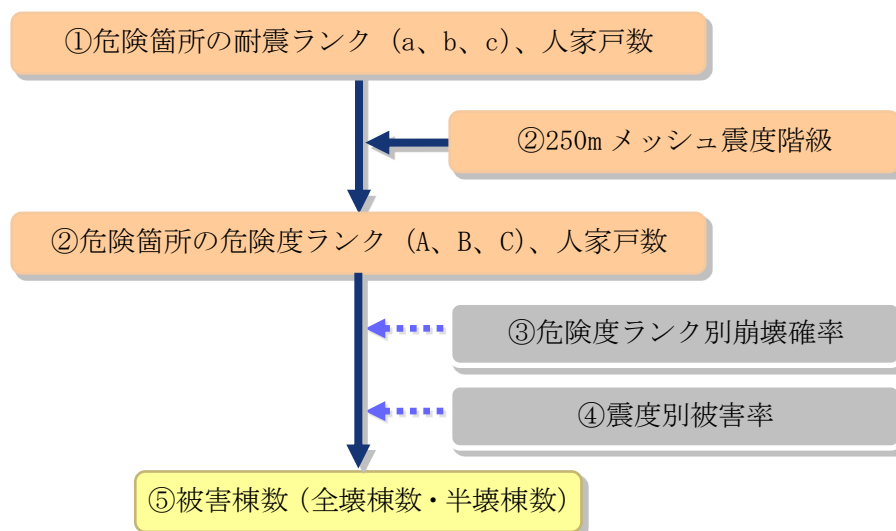 ①危険箇所の耐震ランク（a、b、c）、人家戸数
②250m メッシュ震度階級
②危険箇所の危険度ランク（A、B、C）、人家戸数
③危険度ランク別崩壊確率
④震度別被害率
⑤被害棟数（全壊棟数・半壊棟数）